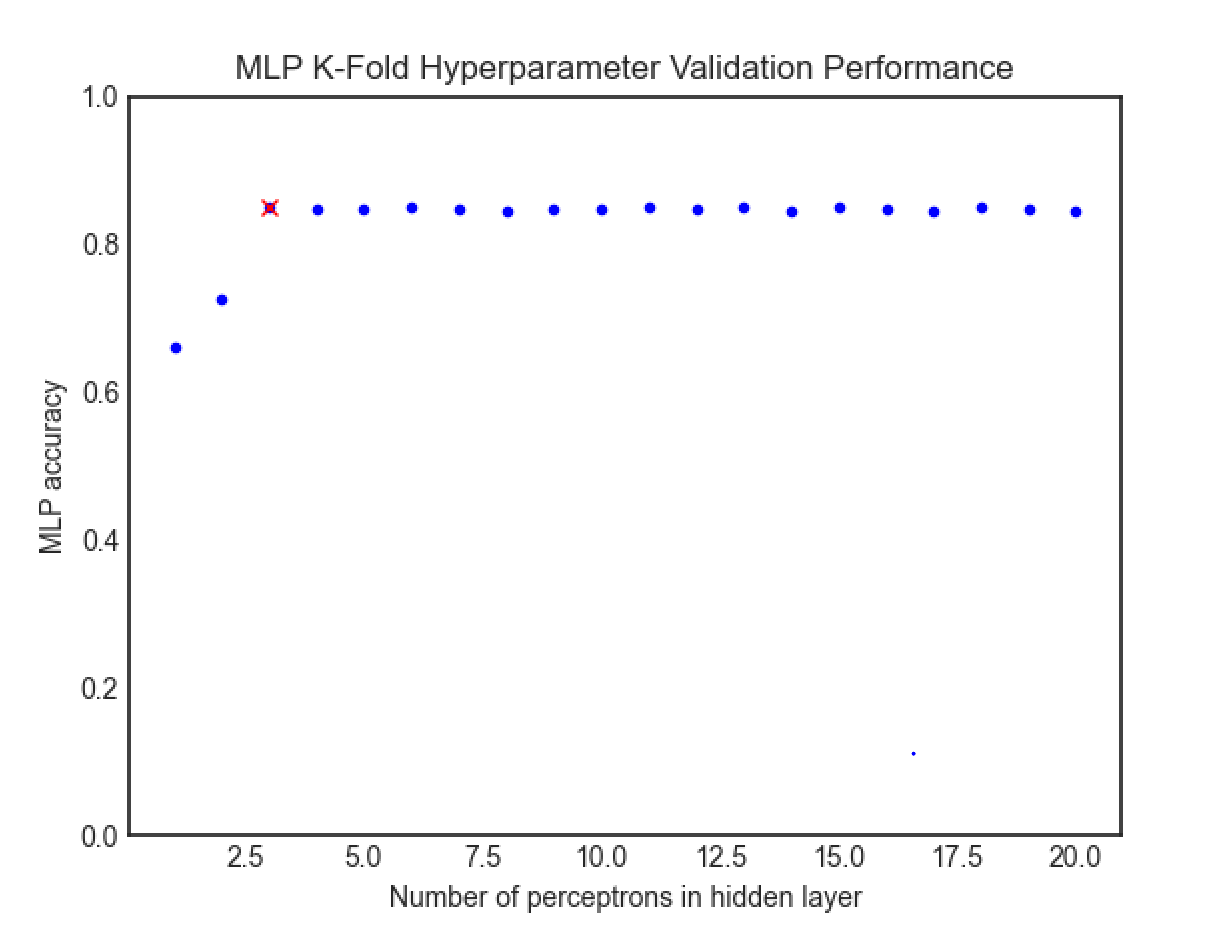 MLP K-Fold Hyperparameter Validation Performance
1.0
0.8
0.6
0.4
0.2
0.0
MLP accuracy
2.5 5.0 7.5 10.0 12.5 15.0 17.5 20.0
Number of perceptrons in hidden layer